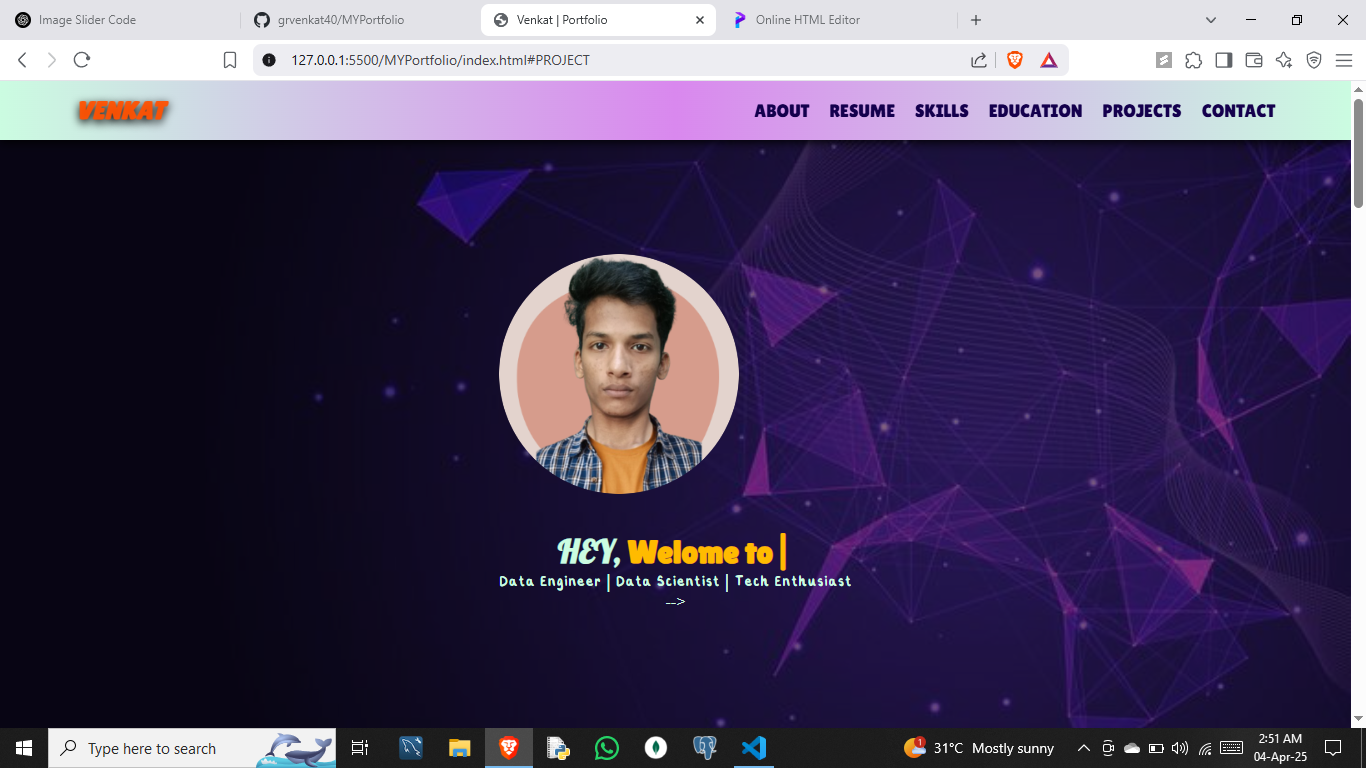 Image Slider Code
grvenkat40/MYPortfolio
Venkat | Portfolio
Online HTML Editor
127.0.0.1:5500/MYPortfolio/index.html#PROJECT
VENKAT
ABOUT RESUME SKILLS EDUCATION PROJECTS CONTACT
HEY, Welome to |
Data Engineer | Data Scientist | Tech Enthusiast
-->
Type here to search
1
31°C Mostly sunny
2:51 AM
04-Apr-25